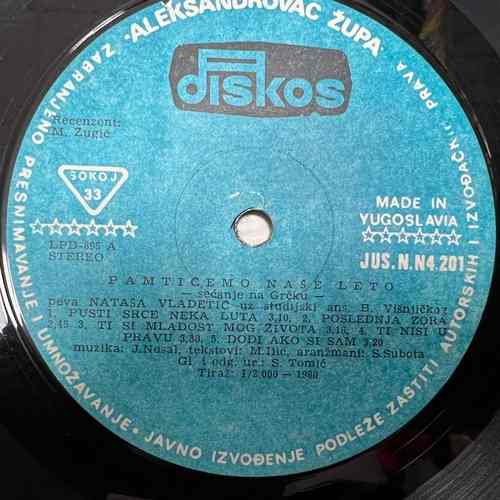 ALEKSANDROVAC ŽUPA
diskos
Recenzent:
M. Zugić
SOKOJ
33
LPD-895 A
STEREO
MADE IN
YUGOSLAVIA
JUS.N.N4.201
PAMTIĆEMO NAŠE LETO
— sećanje na Grčku —
peva NATAŠA VLADETIĆ uz studijski ans. B. Višnjičkog
1. PUSTI SRCE NEKA LUTA 3,10, 2. POSLEDNJA ZORA
2,45, 3. TI SI MLADOST MOG ŽIVOTA 3,15, 4. TI NISI U
PRAVU 3,33, 5. DODJI AKO SI SAM 3,20
muzika: J. Nosal, tekstovi: M. Ilić, aranžmani: S. Subota
Gl. i odg. ur.: S. Tomić
Tiraž: 1/2 000 — 1980
ZABRANJENO PRESNIMAVANJE I UMNOŽAVANJE • JAVNO IZVOĐENJE PODLEŽE ZASTITI AUTORSKIH I IZVOĐAČKIH PRAVA